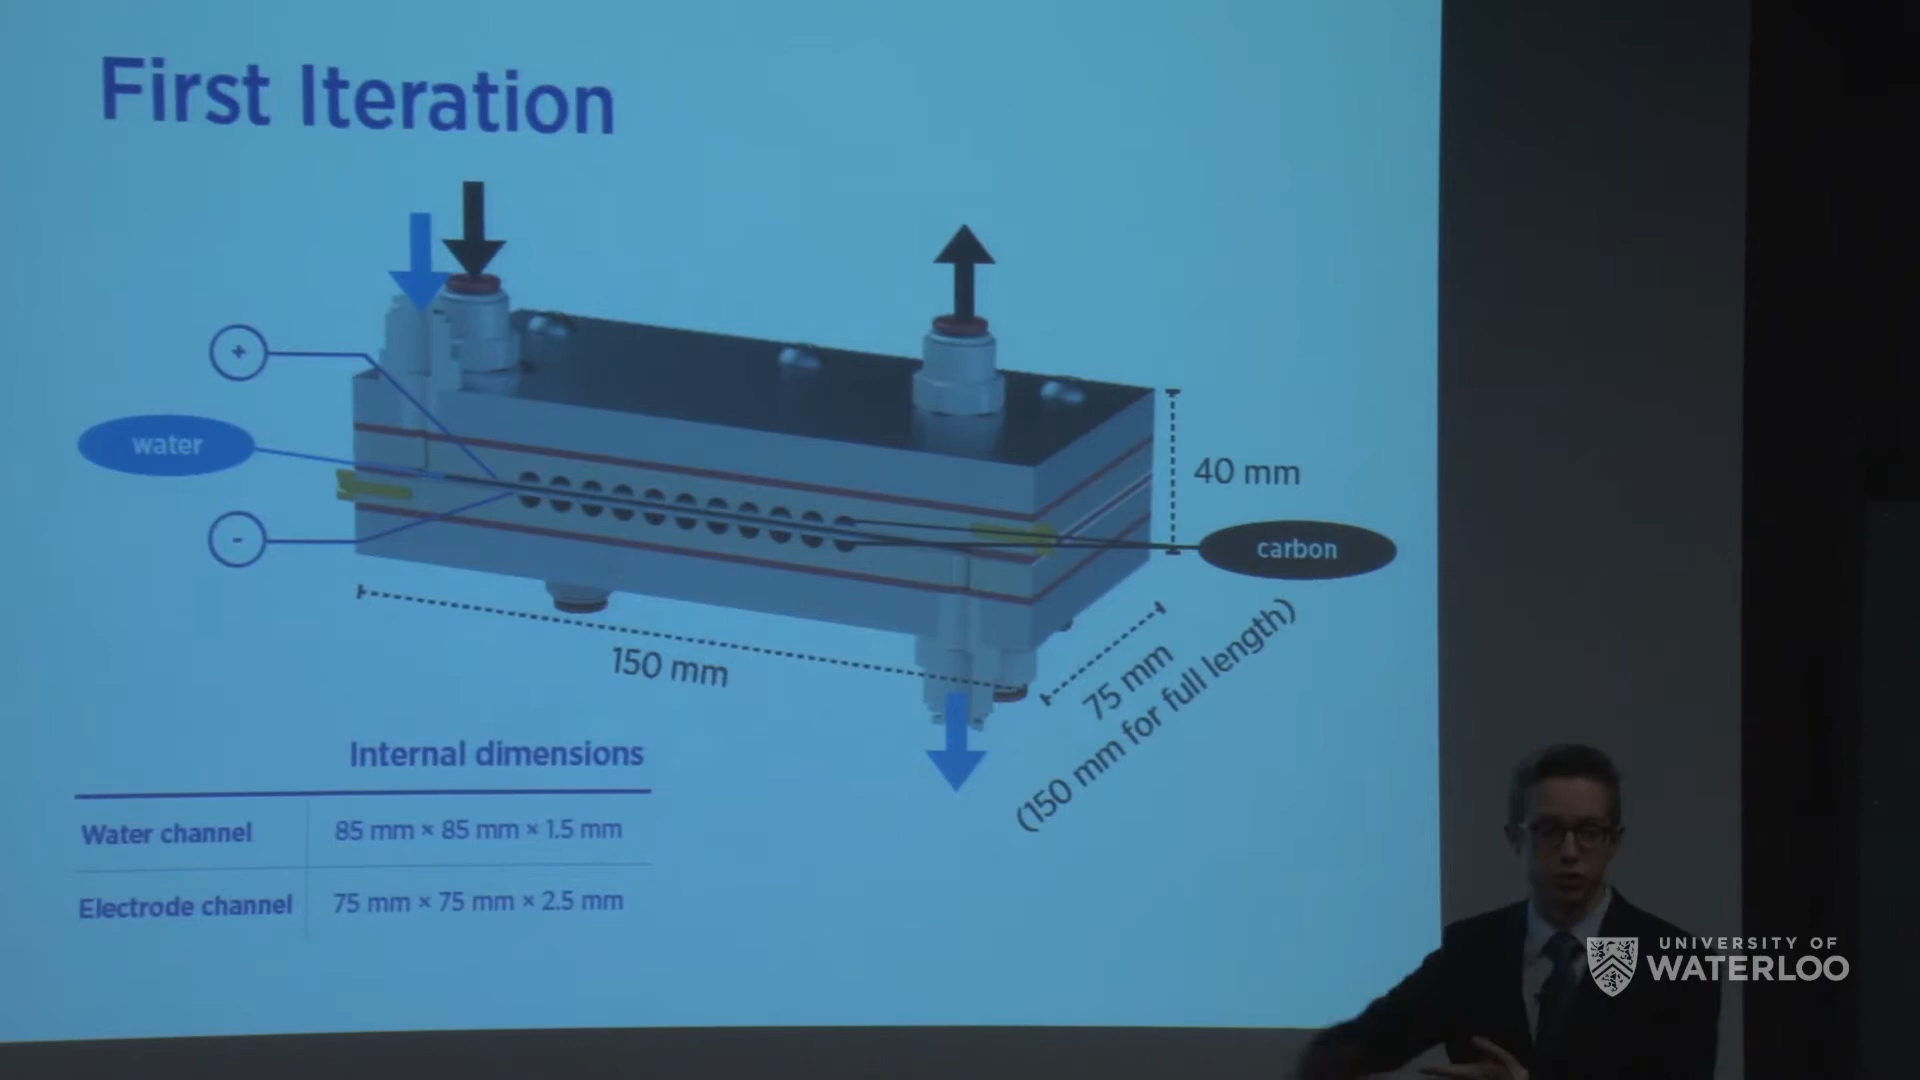 First Iteration
+
water
-
40 mm
carbon
150 mm
75 mm
(150 mm for full length)
Internal dimensions
Water channel 85 mm × 85 mm × 1.5 mm
Electrode channel 75 mm × 75 mm × 2.5 mm
UNIVERSITY OF
WATERLOO